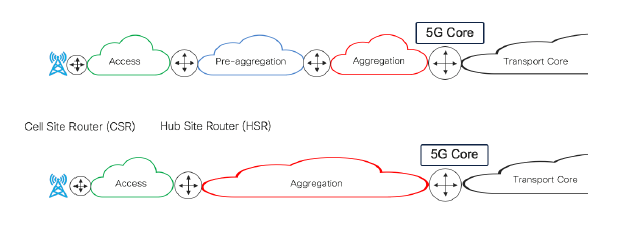 5G Core
Access
Pre-aggregation
Aggregation
Transport Core
Cell Site Router (CSR)
Hub Site Router (HSR)
5G Core
Access
Aggregation
Transport Core